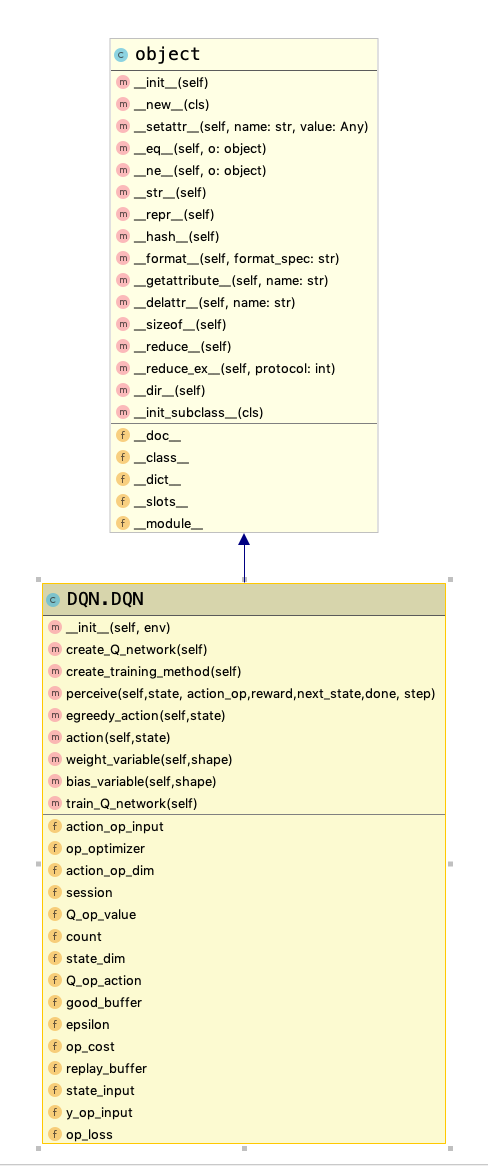 c object
m __init__(self)
m __new__(cls)
m __setattr__(self, name: str, value: Any)
m __eq__(self, o: object)
m __ne__(self, o: object)
m __str__(self)
m __repr__(self)
m __hash__(self)
m __format__(self, format_spec: str)
m __getattribute__(self, name: str)
m __delattr__(self, name: str)
m __sizeof__(self)
m __reduce__(self)
m __reduce_ex__(self, protocol: int)
m __dir__(self)
m __init_subclass__(cls)
f __doc__
f __class__
f __dict__
f __slots__
f __module__
c DQN.DQN
m __init__(self, env)
m create_Q_network(self)
m create_training_method(self)
m perceive(self,state, action_op,reward,next_state,done, step)
m egreedy_action(self,state)
m action(self,state)
m weight_variable(self,shape)
m bias_variable(self,shape)
m train_Q_network(self)
f action_op_input
f op_optimizer
f action_op_dim
f session
f Q_op_value
f count
f state_dim
f Q_op_action
f good_buffer
f epsilon
f op_cost
f replay_buffer
f state_input
f y_op_input
f op_loss